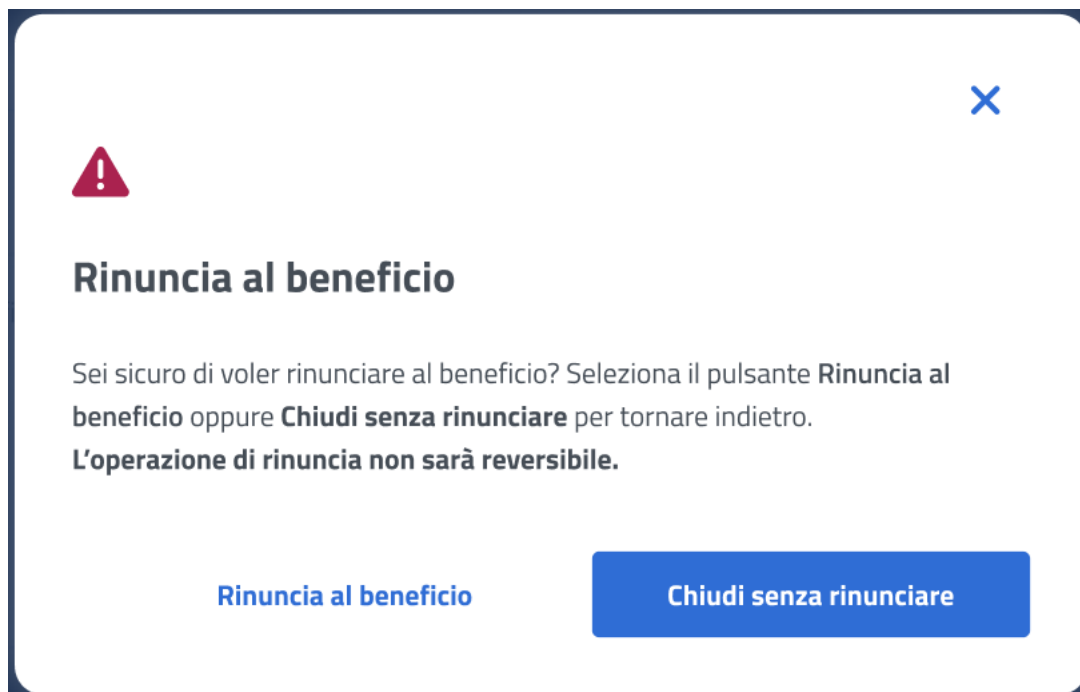 Rinuncia al beneficio
Sei sicuro di voler rinunciare al beneficio? Seleziona il pulsante Rinuncia al
beneficio oppure Chiudi senza rinunciare per tornare indietro.
L’operazione di rinuncia non sarà reversibile.
Rinuncia al beneficio
Chiudi senza rinunciare